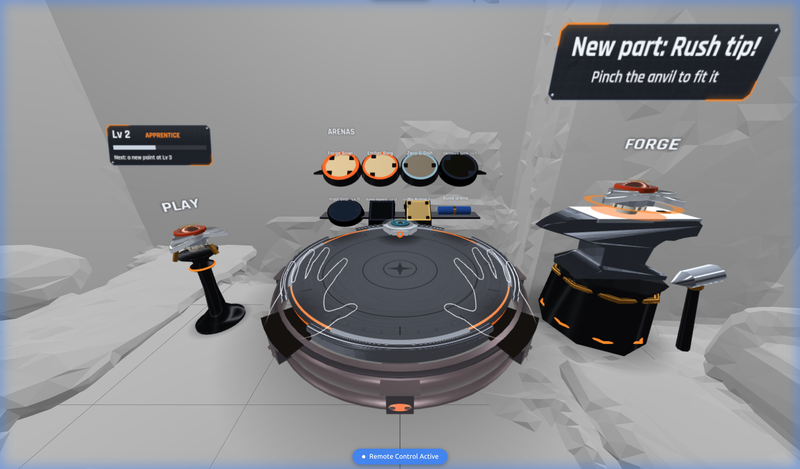 New part: Rush tip!
Pinch the anvil to fit it
Lv 2 APPRENTICE
Next: a new paint at Lv 3
ARENAS
FORGE
PLAY
Remote Control Active